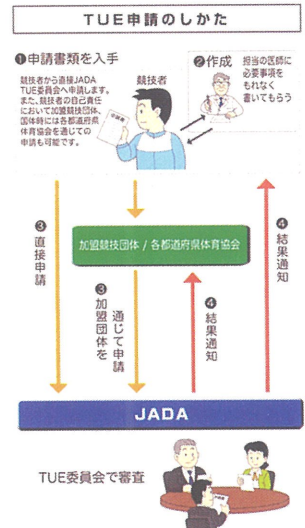 TUE申請のしかた
❶申請書類を入手
競技者から直接JADA
TUE委員会へ申請します。
また、競技者の自己責任
において加盟競技団体、
国体時には各都道府県
体育協会を通じての
申請も可能です。
競技者
❷作成
担当の医師に
必要事項を
もれなく
書いてもらう
❸直接申請
加盟競技団体 / 各都道府県体育協会
❸加盟団体を
通じて申請
❹結果通知
❹結果通知
JADA
TUE委員会で審査